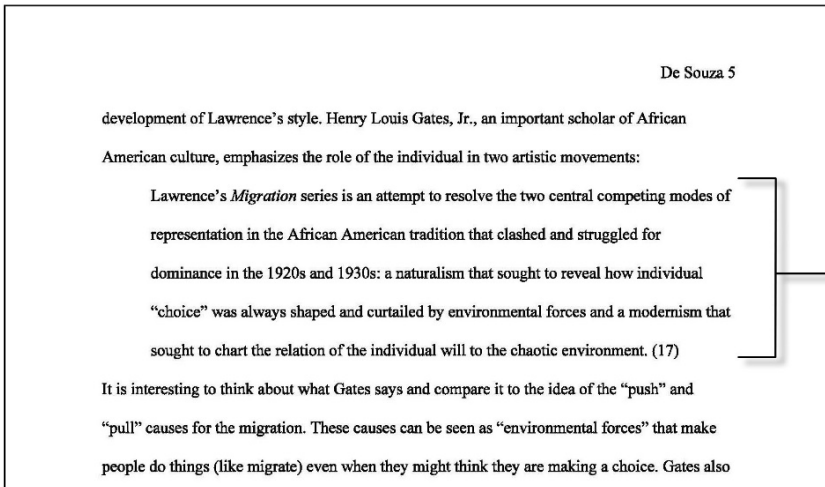 De Souza 5
development of Lawrence’s style. Henry Louis Gates, Jr., an important scholar of African
American culture, emphasizes the role of the individual in two artistic movements:
Lawrence’s Migration series is an attempt to resolve the two central competing modes of
representation in the African American tradition that clashed and struggled for
dominance in the 1920s and 1930s: a naturalism that sought to reveal how individual
“choice” was always shaped and curtailed by environmental forces and a modernism that
sought to chart the relation of the individual will to the chaotic environment. (17)
It is interesting to think about what Gates says and compare it to the idea of the “push” and
“pull” causes for the migration. These causes can be seen as “environmental forces” that make
people do things (like migrate) even when they might think they are making a choice. Gates also